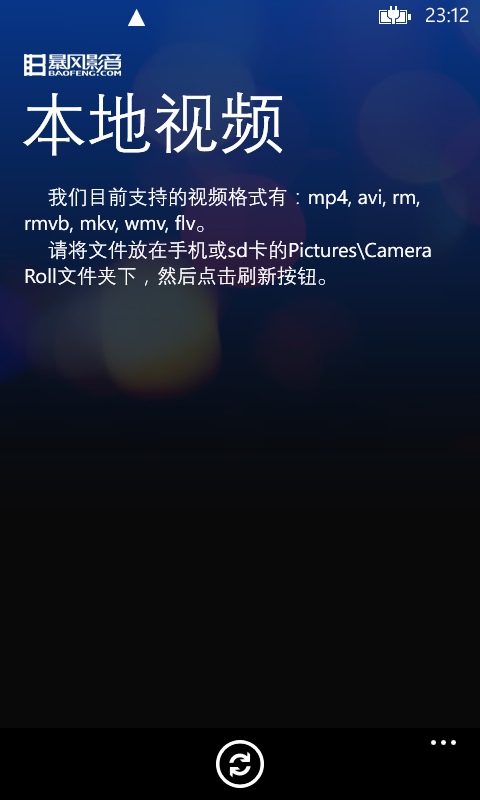 23:12
暴风影音
BAOFENG.COM
本地视频
我们目前支持的视频格式有：mp4, avi, rm,
rmvb, mkv, wmv, flv。
请将文件放在手机或sd卡的Pictures\Camera
Roll文件夹下，然后点击刷新按钮。